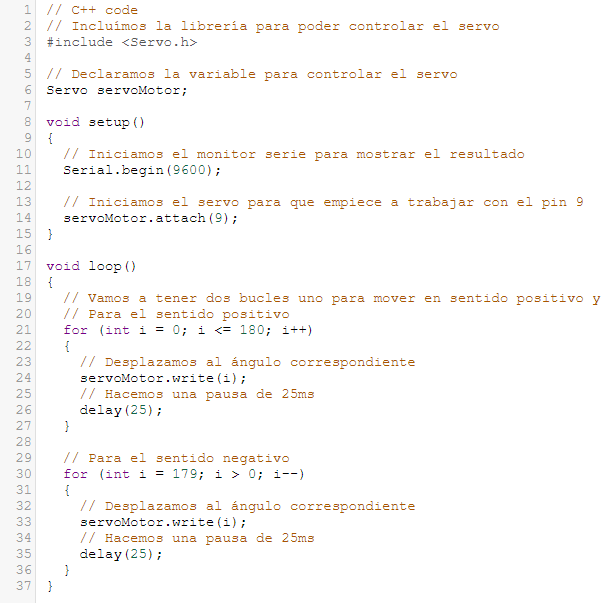 1 // C++ code
2 // Incluímos la librería para poder controlar el servo
3 #include <Servo.h>
4
5 // Declaramos la variable para controlar el servo
6 Servo servoMotor;
7
8 void setup()
9 {
10   // Iniciamos el monitor serie para mostrar el resultado
11   Serial.begin(9600);
12
13   // Iniciamos el servo para que empiece a trabajar con el pin 9
14   servoMotor.attach(9);
15 }
16
17 void loop()
18 {
19   // Vamos a tener dos bucles uno para mover en sentido positivo y
20   // Para el sentido positivo
21   for (int i = 0; i <= 180; i++)
22   {
23     // Desplazamos al ángulo correspondiente
24     servoMotor.write(i);
25     // Hacemos una pausa de 25ms
26     delay(25);
27   }
28
29   // Para el sentido negativo
30   for (int i = 179; i > 0; i--)
31   {
32     // Desplazamos al ángulo correspondiente
33     servoMotor.write(i);
34     // Hacemos una pausa de 25ms
35     delay(25);
36   }
37 }